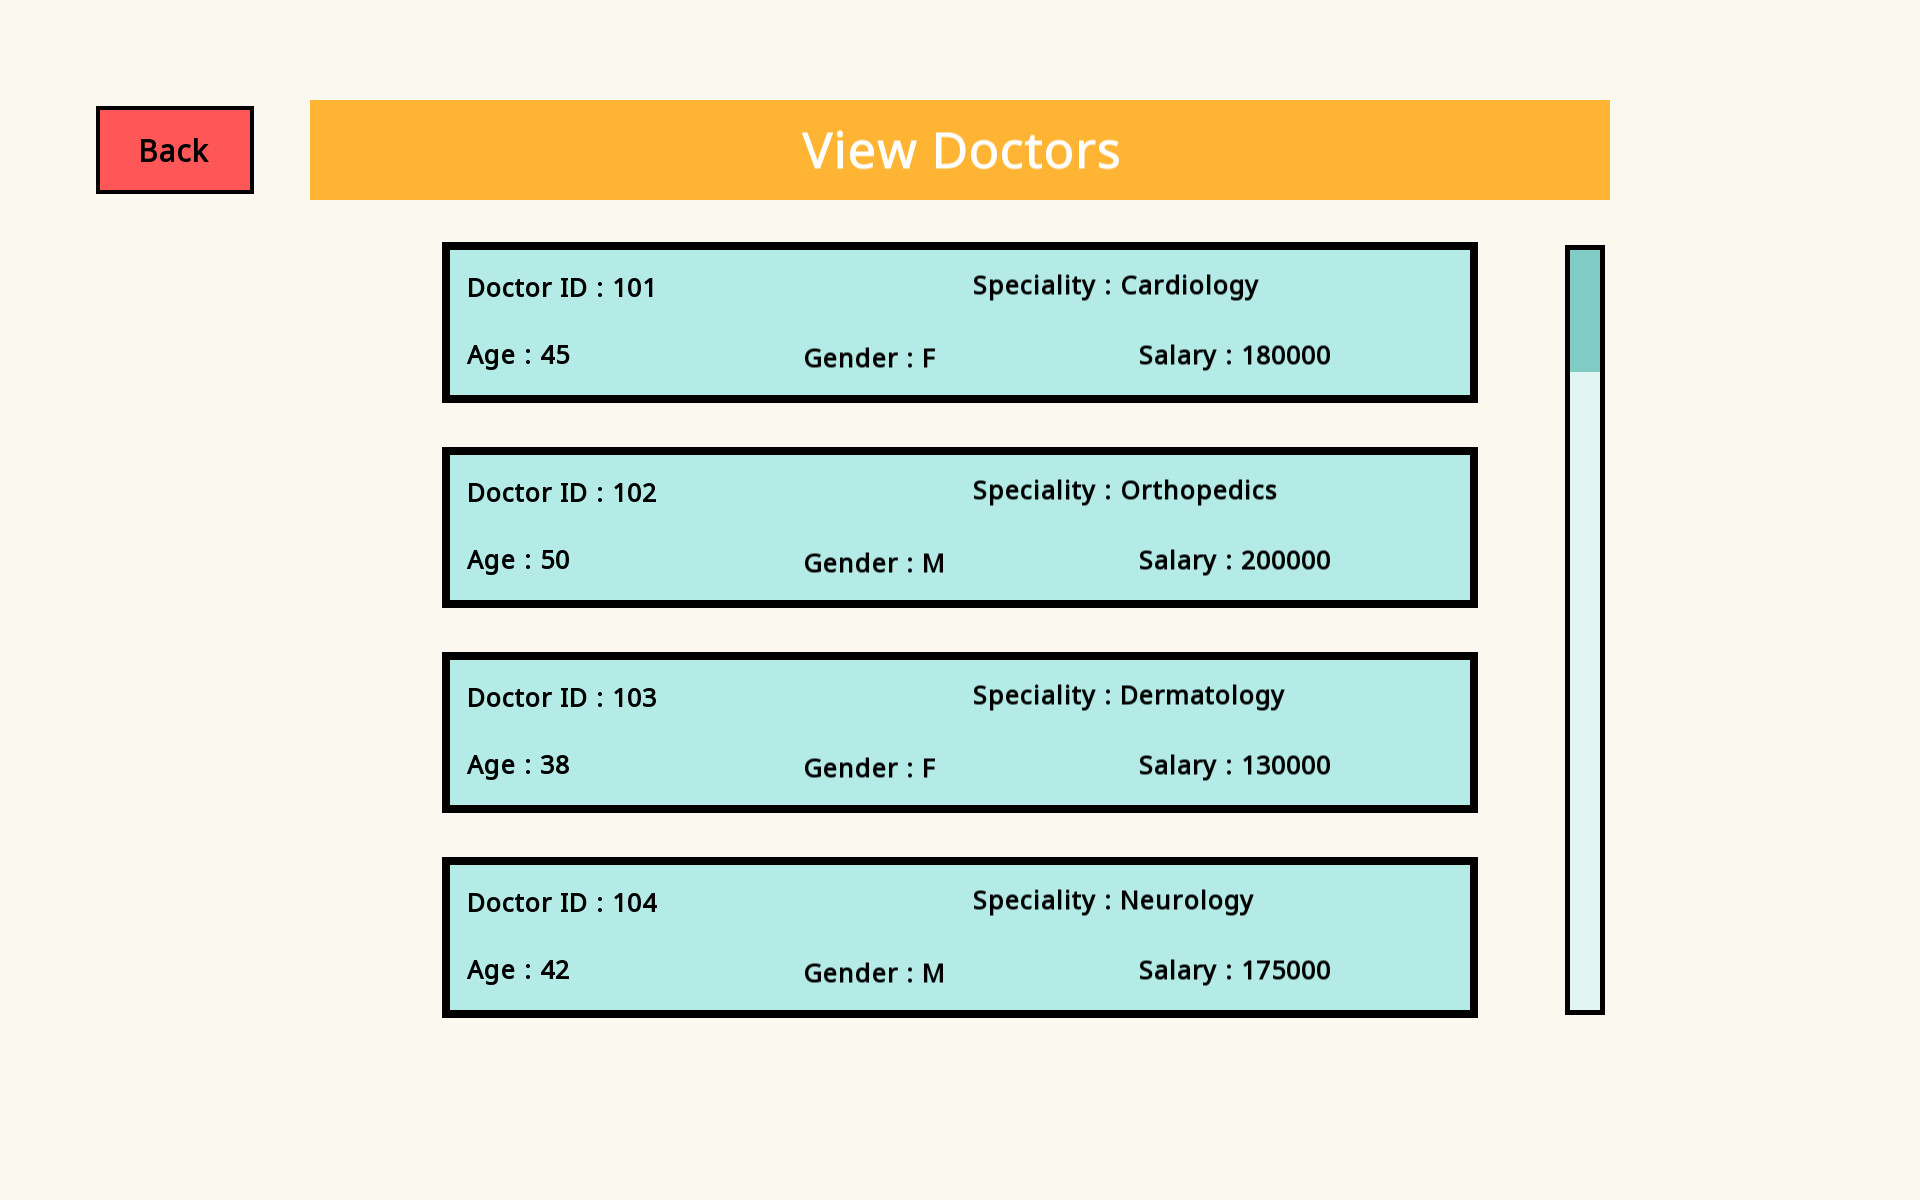 Back
View Doctors
Doctor ID : 101
Speciality : Cardiology
Age : 45
Gender : F
Salary : 180000
Doctor ID : 102
Speciality : Orthopedics
Age : 50
Gender : M
Salary : 200000
Doctor ID : 103
Speciality : Dermatology
Age : 38
Gender : F
Salary : 130000
Doctor ID : 104
Speciality : Neurology
Age : 42
Gender : M
Salary : 175000